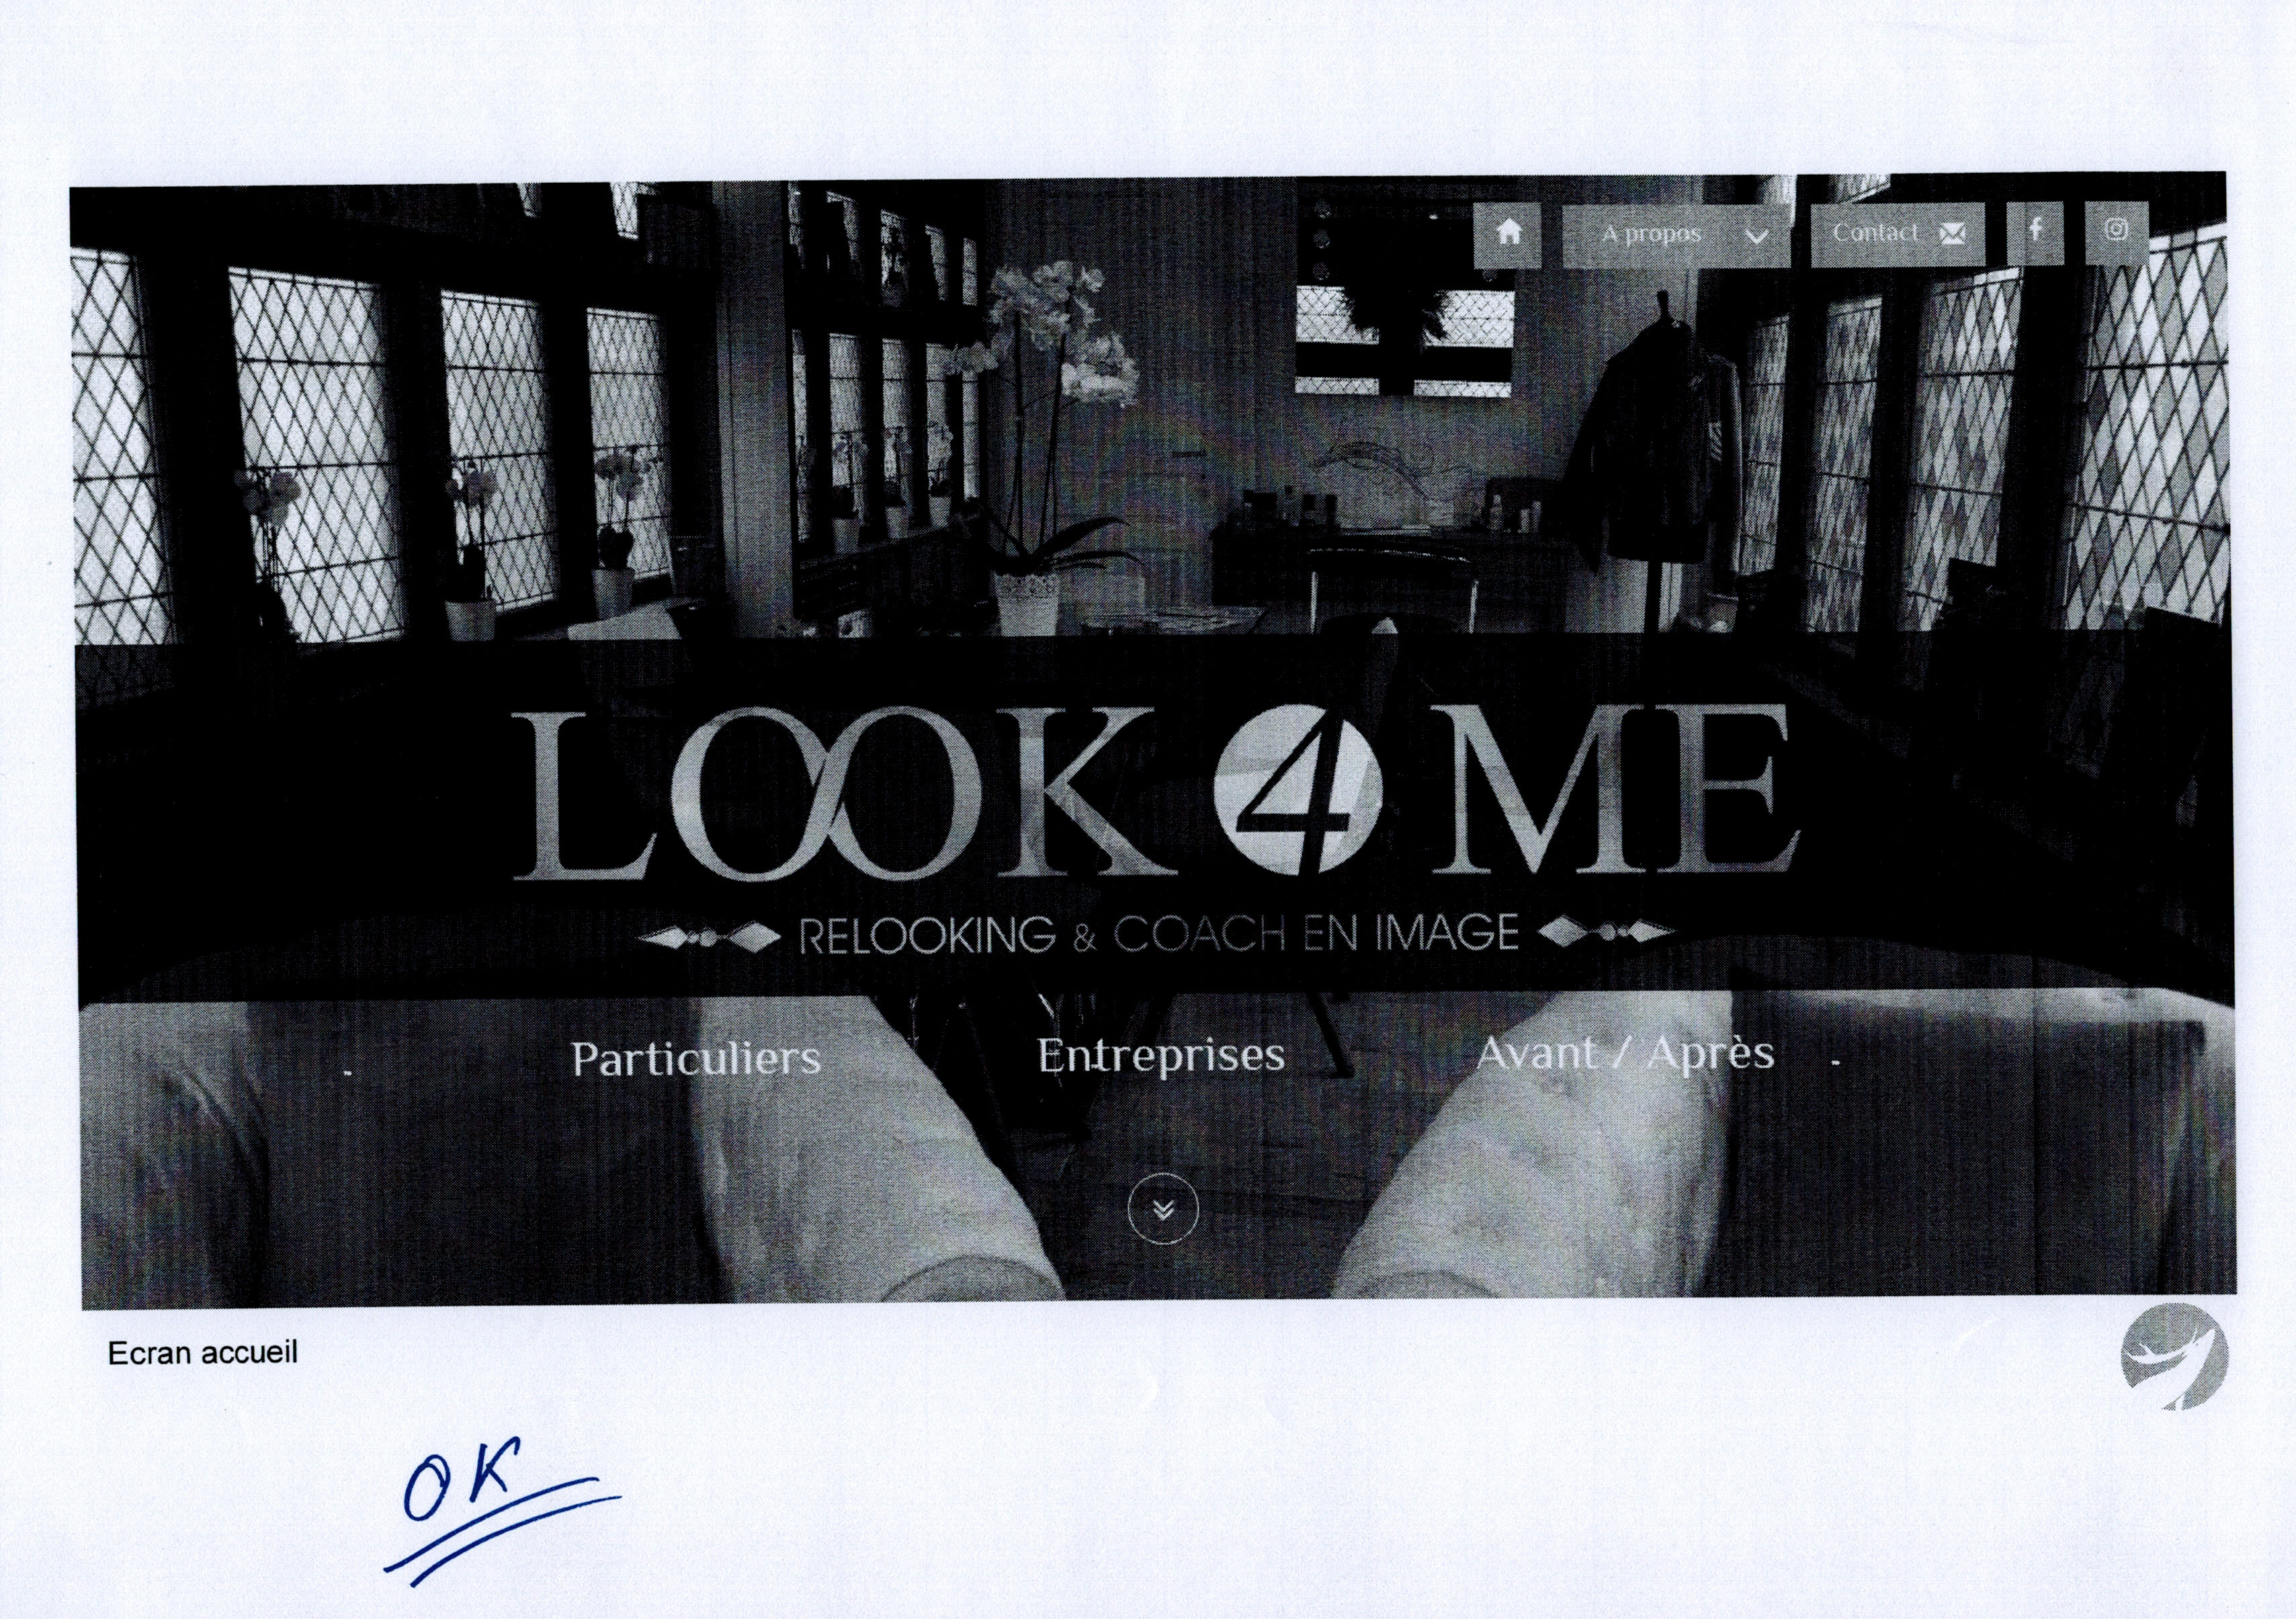 A propos
Contact
LOOK 4 ME
RELOOKING & COACH EN IMAGE
Particuliers
Entreprises
Avant / Après
Ecran accueil
OK